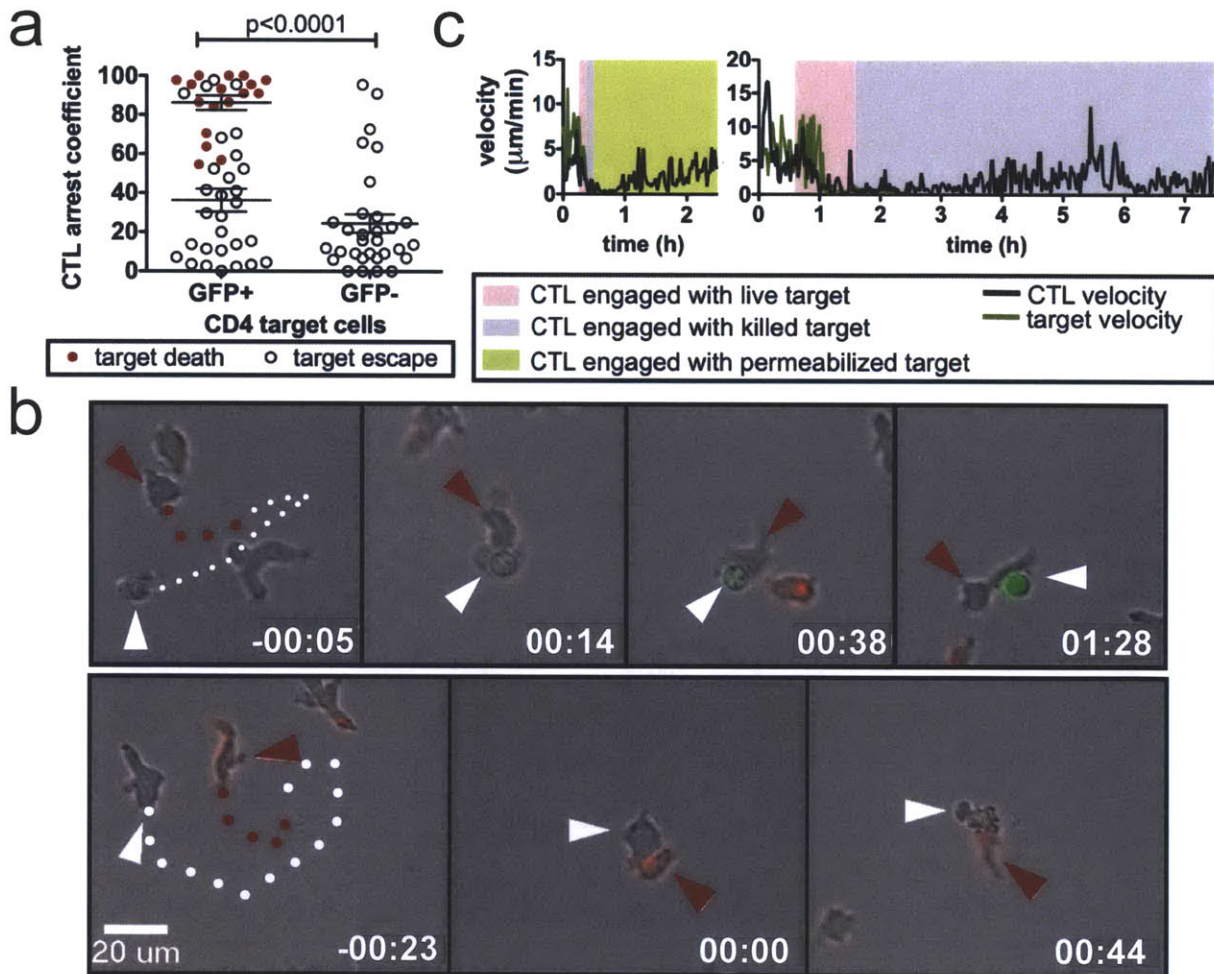 a
p<0.0001
CTL arrest coefficient
100
80
60
40
20
0
GFP+
GFP-
CD4 target cells
target death
target escape
c
velocity
(µm/min)
15
10
5
0
0
1
2
time (h)
20
15
10
5
0
0
1
2
3
4
5
6
7
time (h)
CTL engaged with live target
CTL engaged with killed target
CTL engaged with permeabilized target
CTL velocity
target velocity
b
-00:05
00:14
00:38
01:28
20 um
-00:23
00:00
00:44